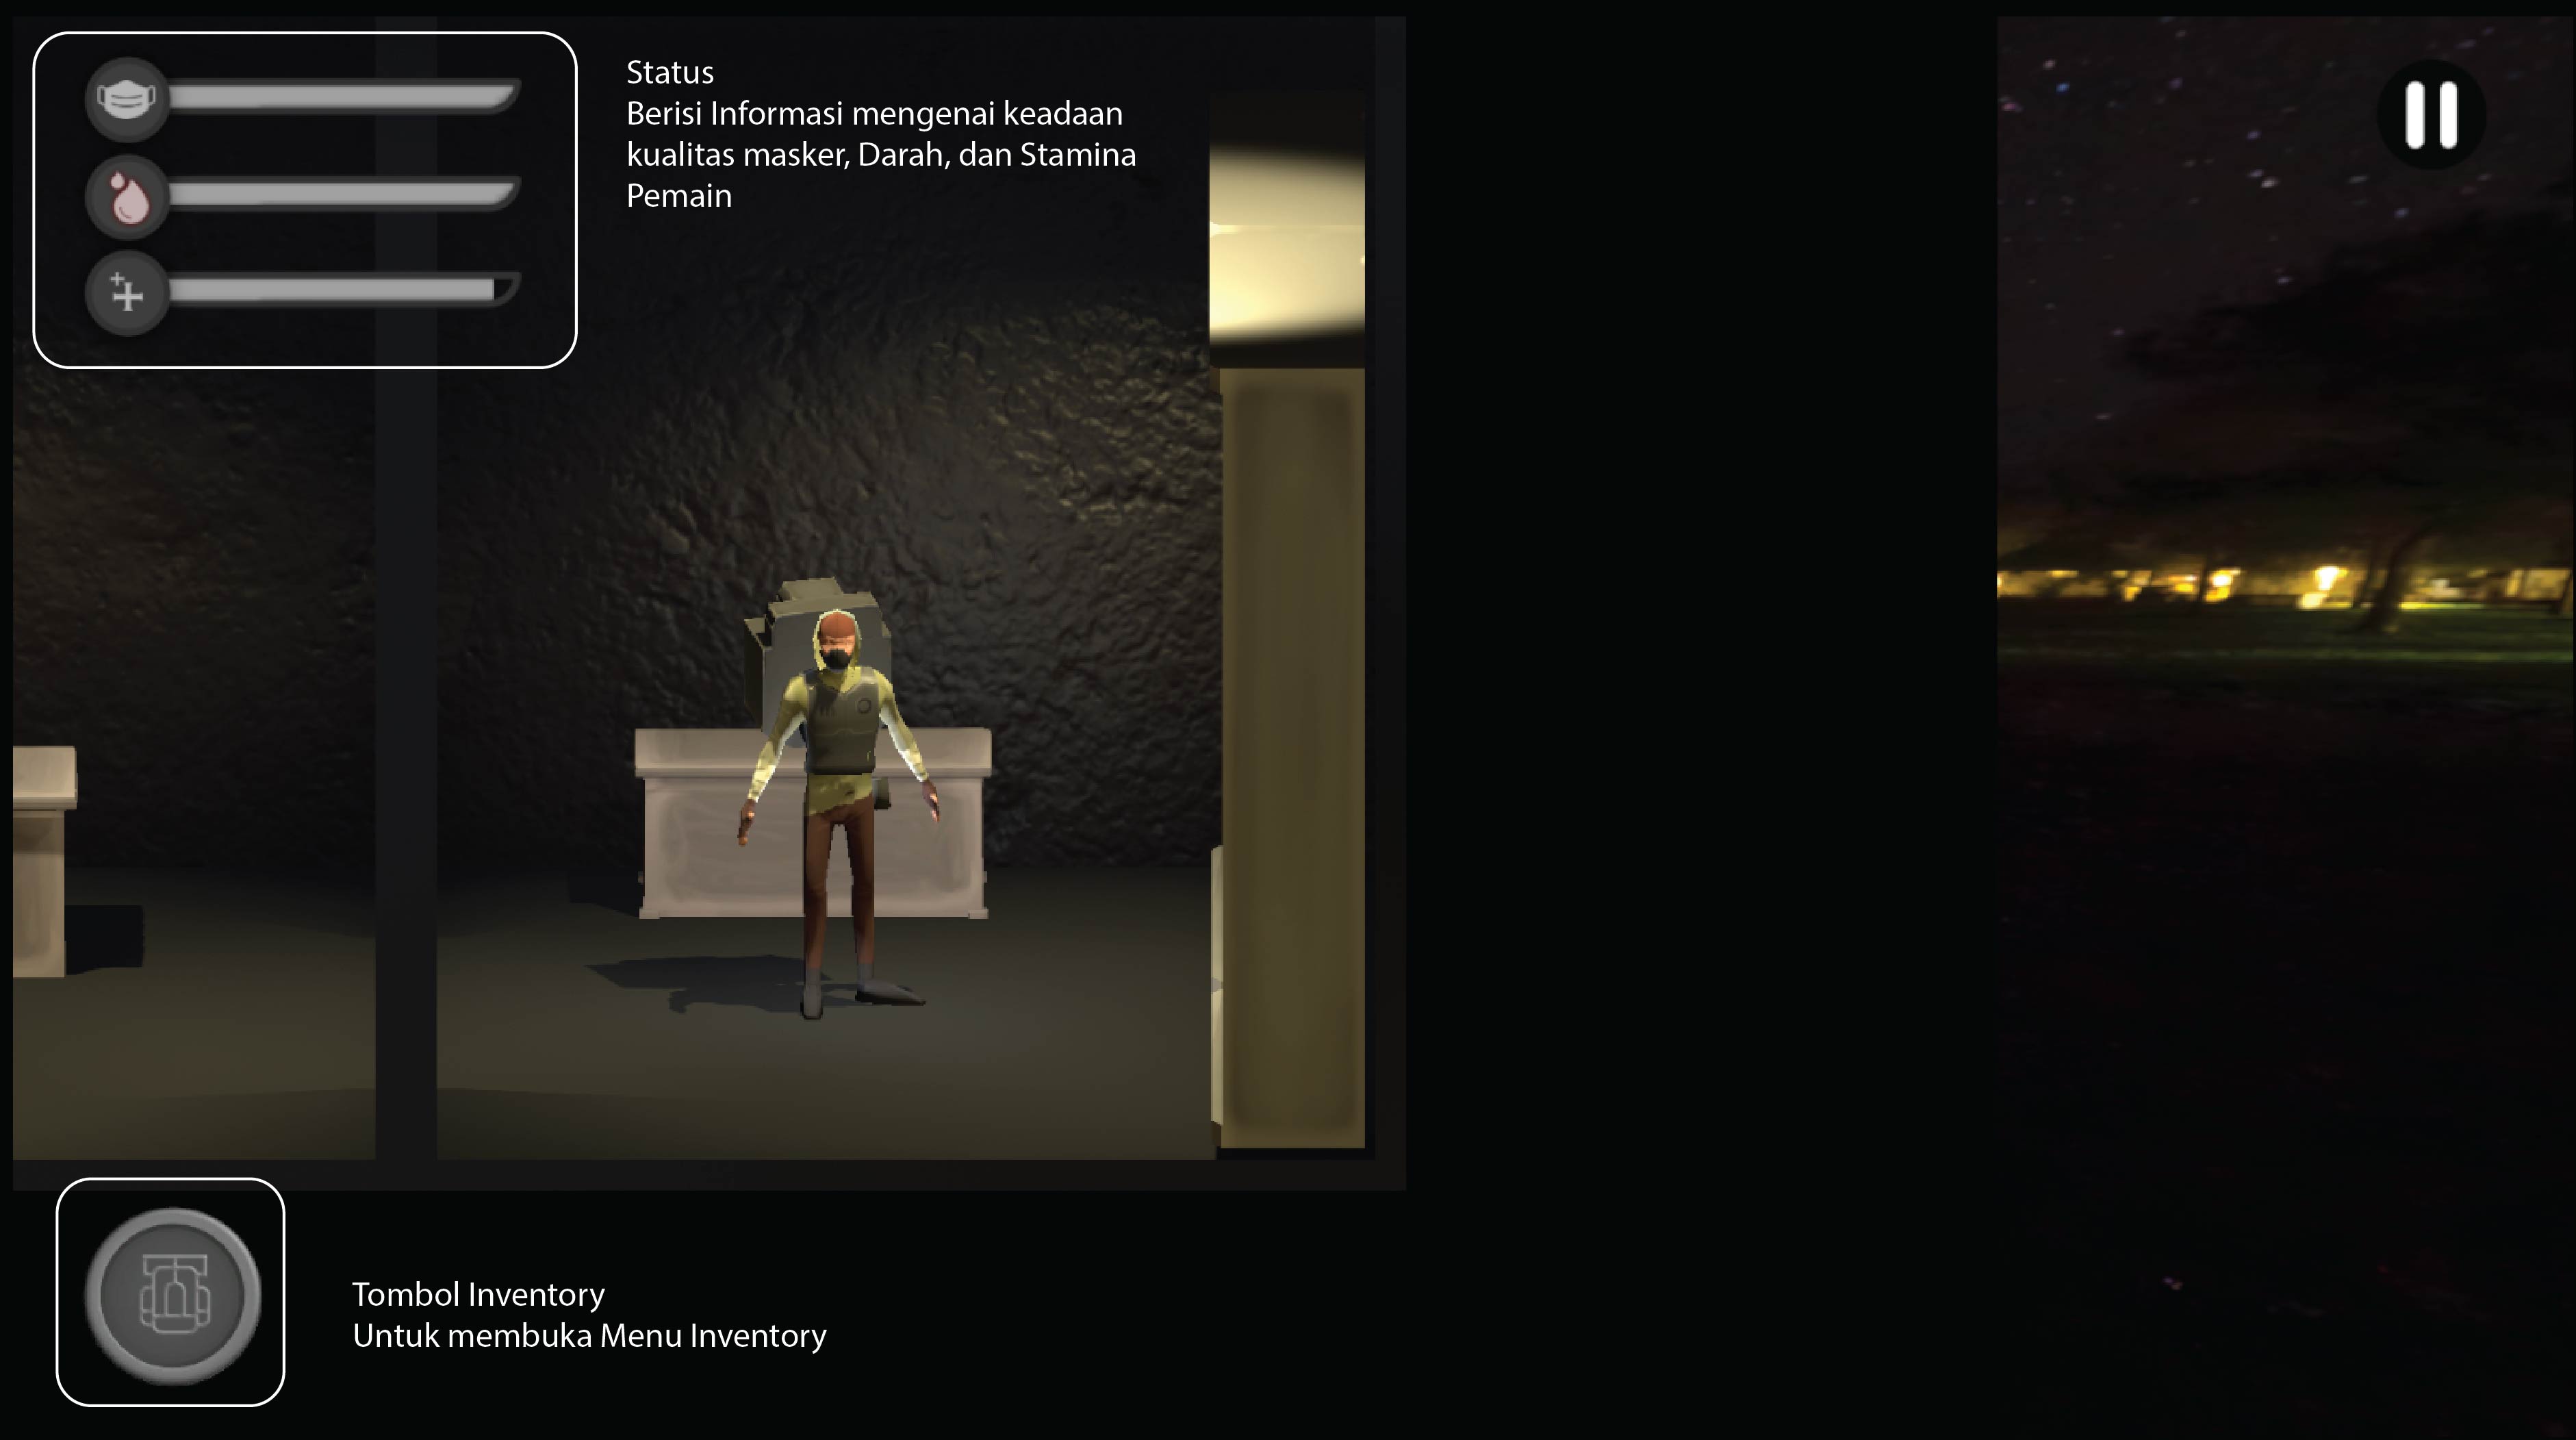 Status
Berisi Informasi mengenai keadaan
kualitas masker, Darah, dan Stamina
Pemain
Tombol Inventory
Untuk membuka Menu Inventory